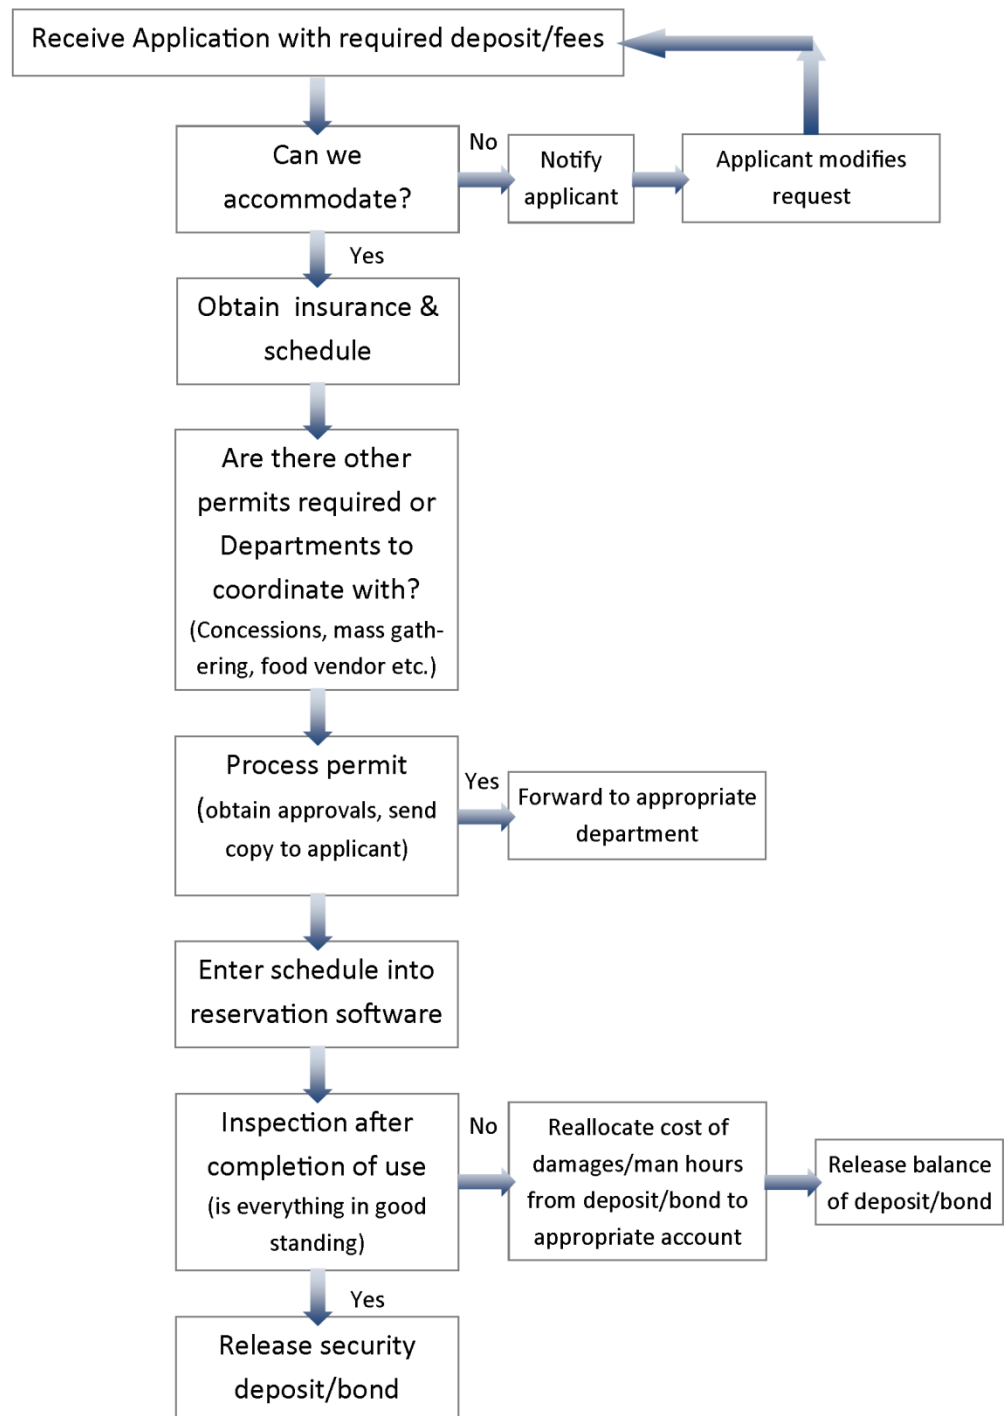 Receive Application with required deposit/fees
Can we
accommodate?
No
Notify
applicant
Applicant modifies
request
Yes
Obtain insurance &
schedule
Are there other
permits required or
Departments to
coordinate with?
(Concessions, mass gath-
ering, food vendor etc.)
Process permit
(obtain approvals, send
copy to applicant)
Yes
Forward to appropriate
department
Enter schedule into
reservation software
Inspection after
completion of use
(is everything in good
standing)
No
Reallocate cost of
damages/man hours
from deposit/bond to
appropriate account
Release balance
of deposit/bond
Yes
Release security
deposit/bond